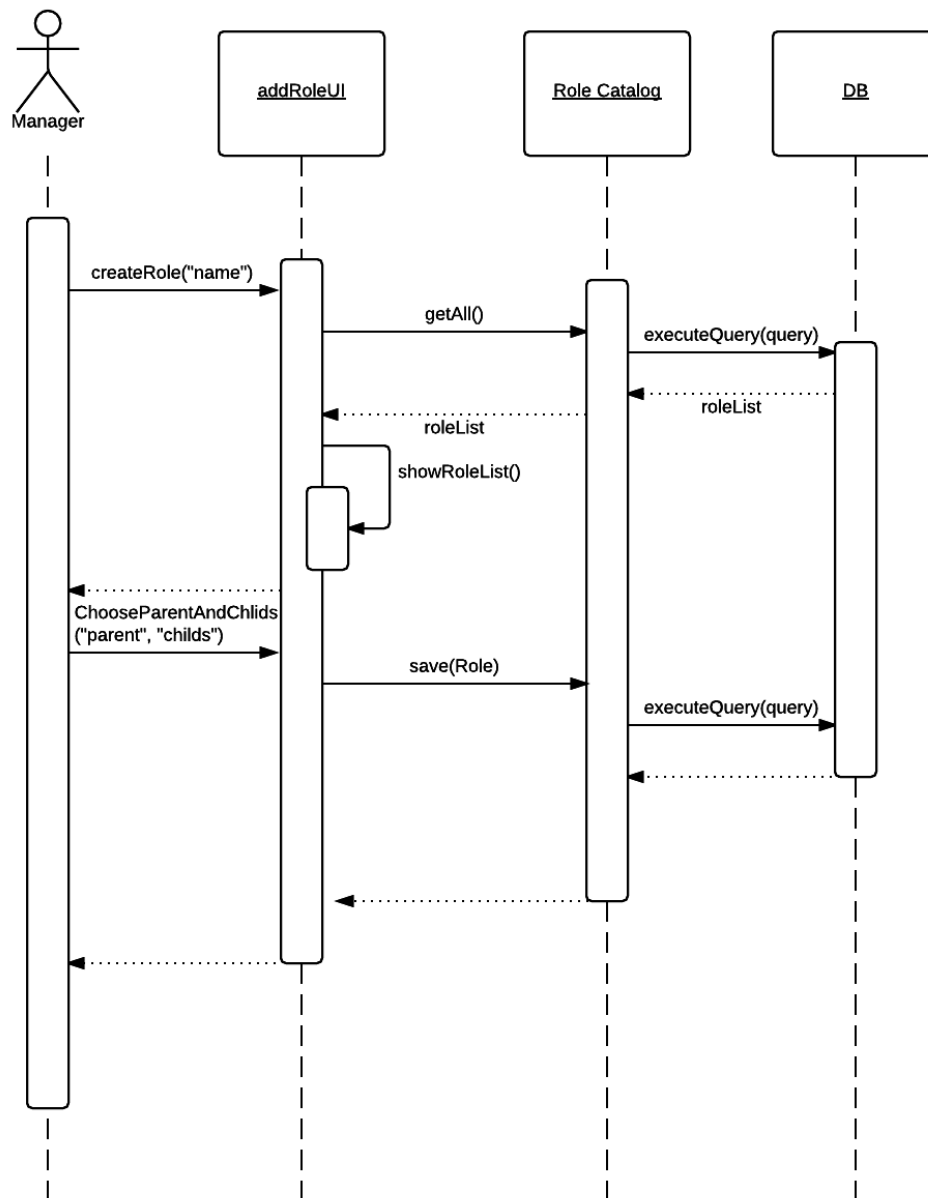 Manager
addRoleUI
Role Catalog
DB
createRole("name")
getAll()
executeQuery(query)
roleList
roleList
showRoleList()
ChooseParentAndChlids
("parent", "childs")
save(Role)
executeQuery(query)